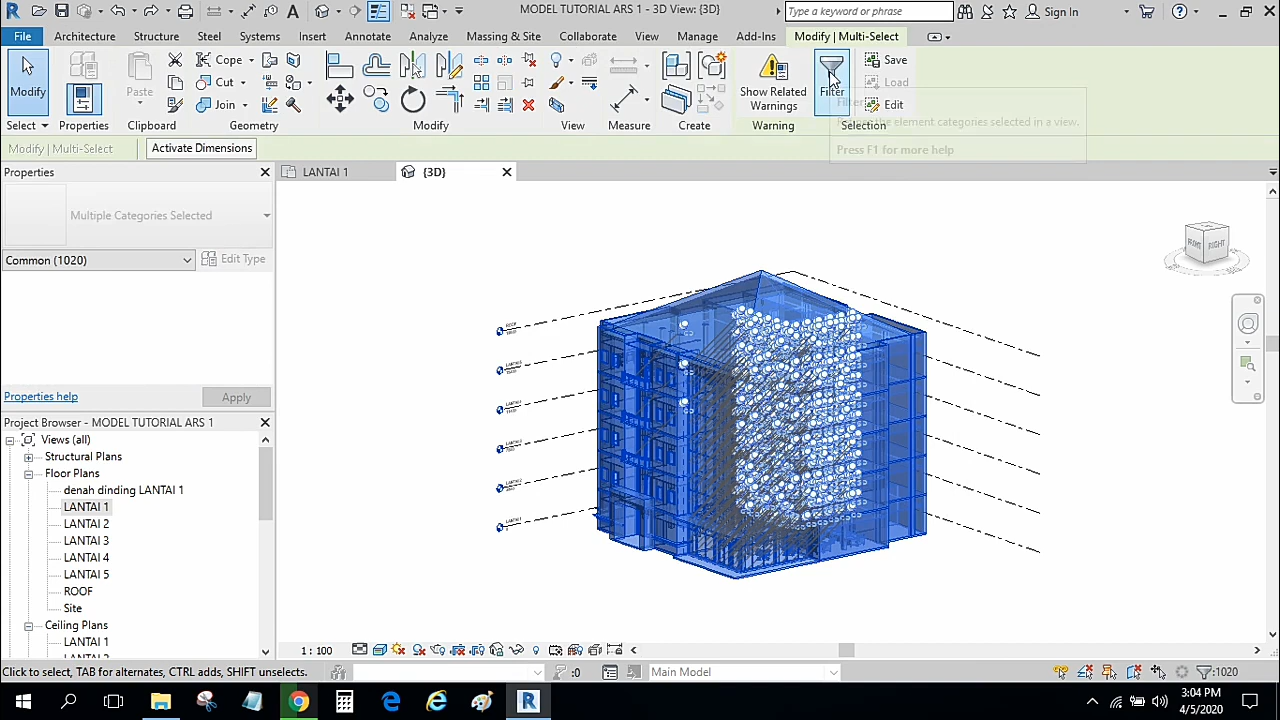 MODEL TUTORIAL ARS 1 - 3D View: {3D}
Type a keyword or phrase
Sign In
File
Architecture
Structure
Steel
Systems
Insert
Annotate
Analyze
Massing & Site
Collaborate
View
Manage
Add-Ins
Modify | Multi-Select
Modify
Paste
Cope
Cut
Join
Show Related
Warnings
Filter
Save
Load
Edit
Select
Properties
Clipboard
Geometry
Modify
View
Measure
Create
Warning
Selection
Press F1 for more help
Modify | Multi-Select
Activate Dimensions
Properties
LANTAI 1
{3D}
Multiple Categories Selected
Common (1020)
Edit Type
FRONT
RIGHT
Properties help
Apply
Project Browser - MODEL TUTORIAL ARS 1
Views (all)
Structural Plans
Floor Plans
denah dinding LANTAI 1
LANTAI 1
LANTAI 2
LANTAI 3
LANTAI 4
LANTAI 5
ROOF
Site
Ceiling Plans
LANTAI 1
1 : 100
Click to select, TAB for alternates, CTRL adds, SHIFT unselects.
:0
Main Model
:1020
3:04 PM
4/5/2020